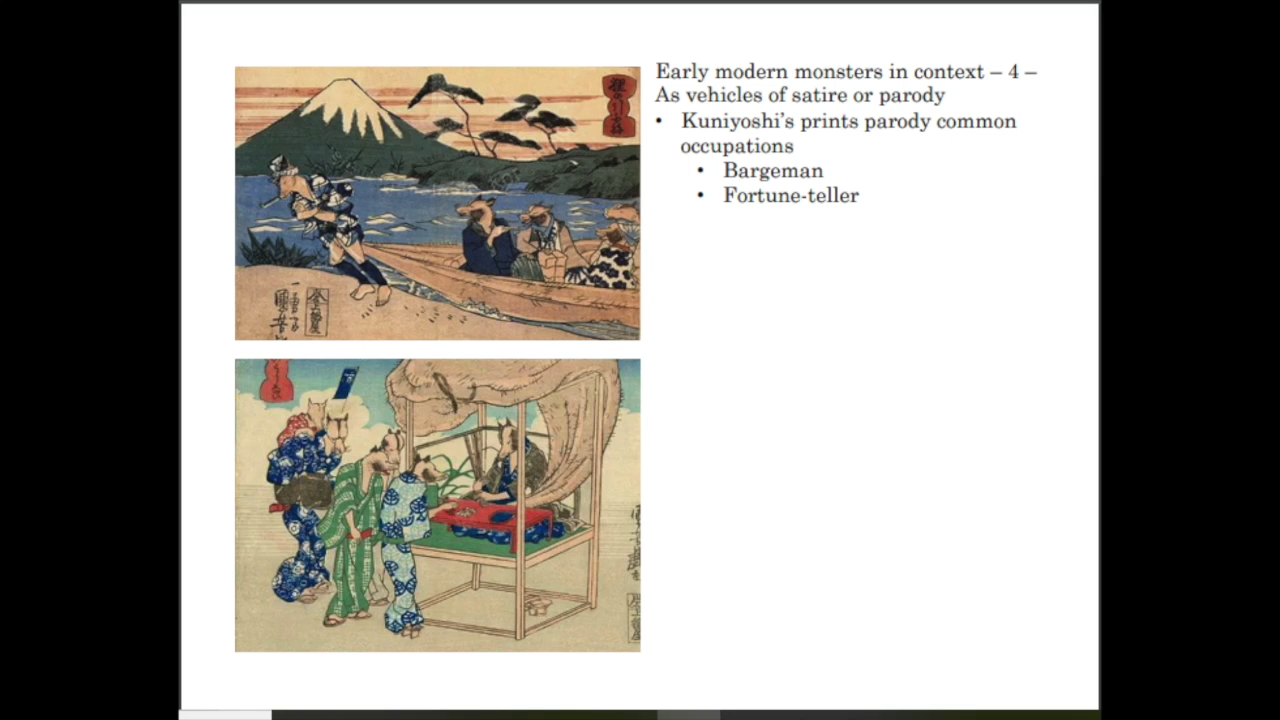 Early modern monsters in context – 4 –
As vehicles of satire or parody
• Kuniyoshi’s prints parody common
occupations
• Bargeman
• Fortune-teller